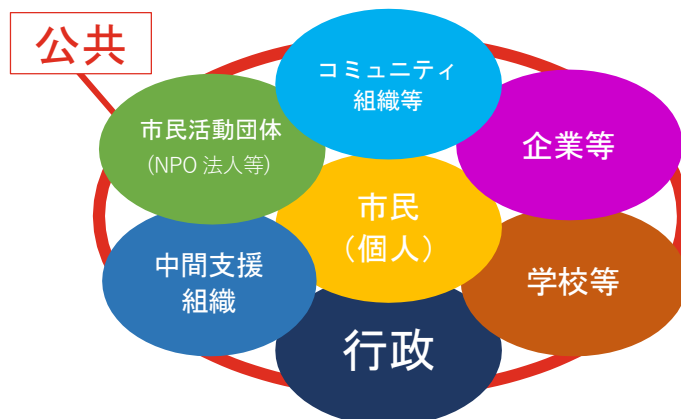 公共
コミュニティ
組織等
市民活動団体
(NPO 法人等)
企業等
市民
(個人)
中間支援
組織
学校等
行政